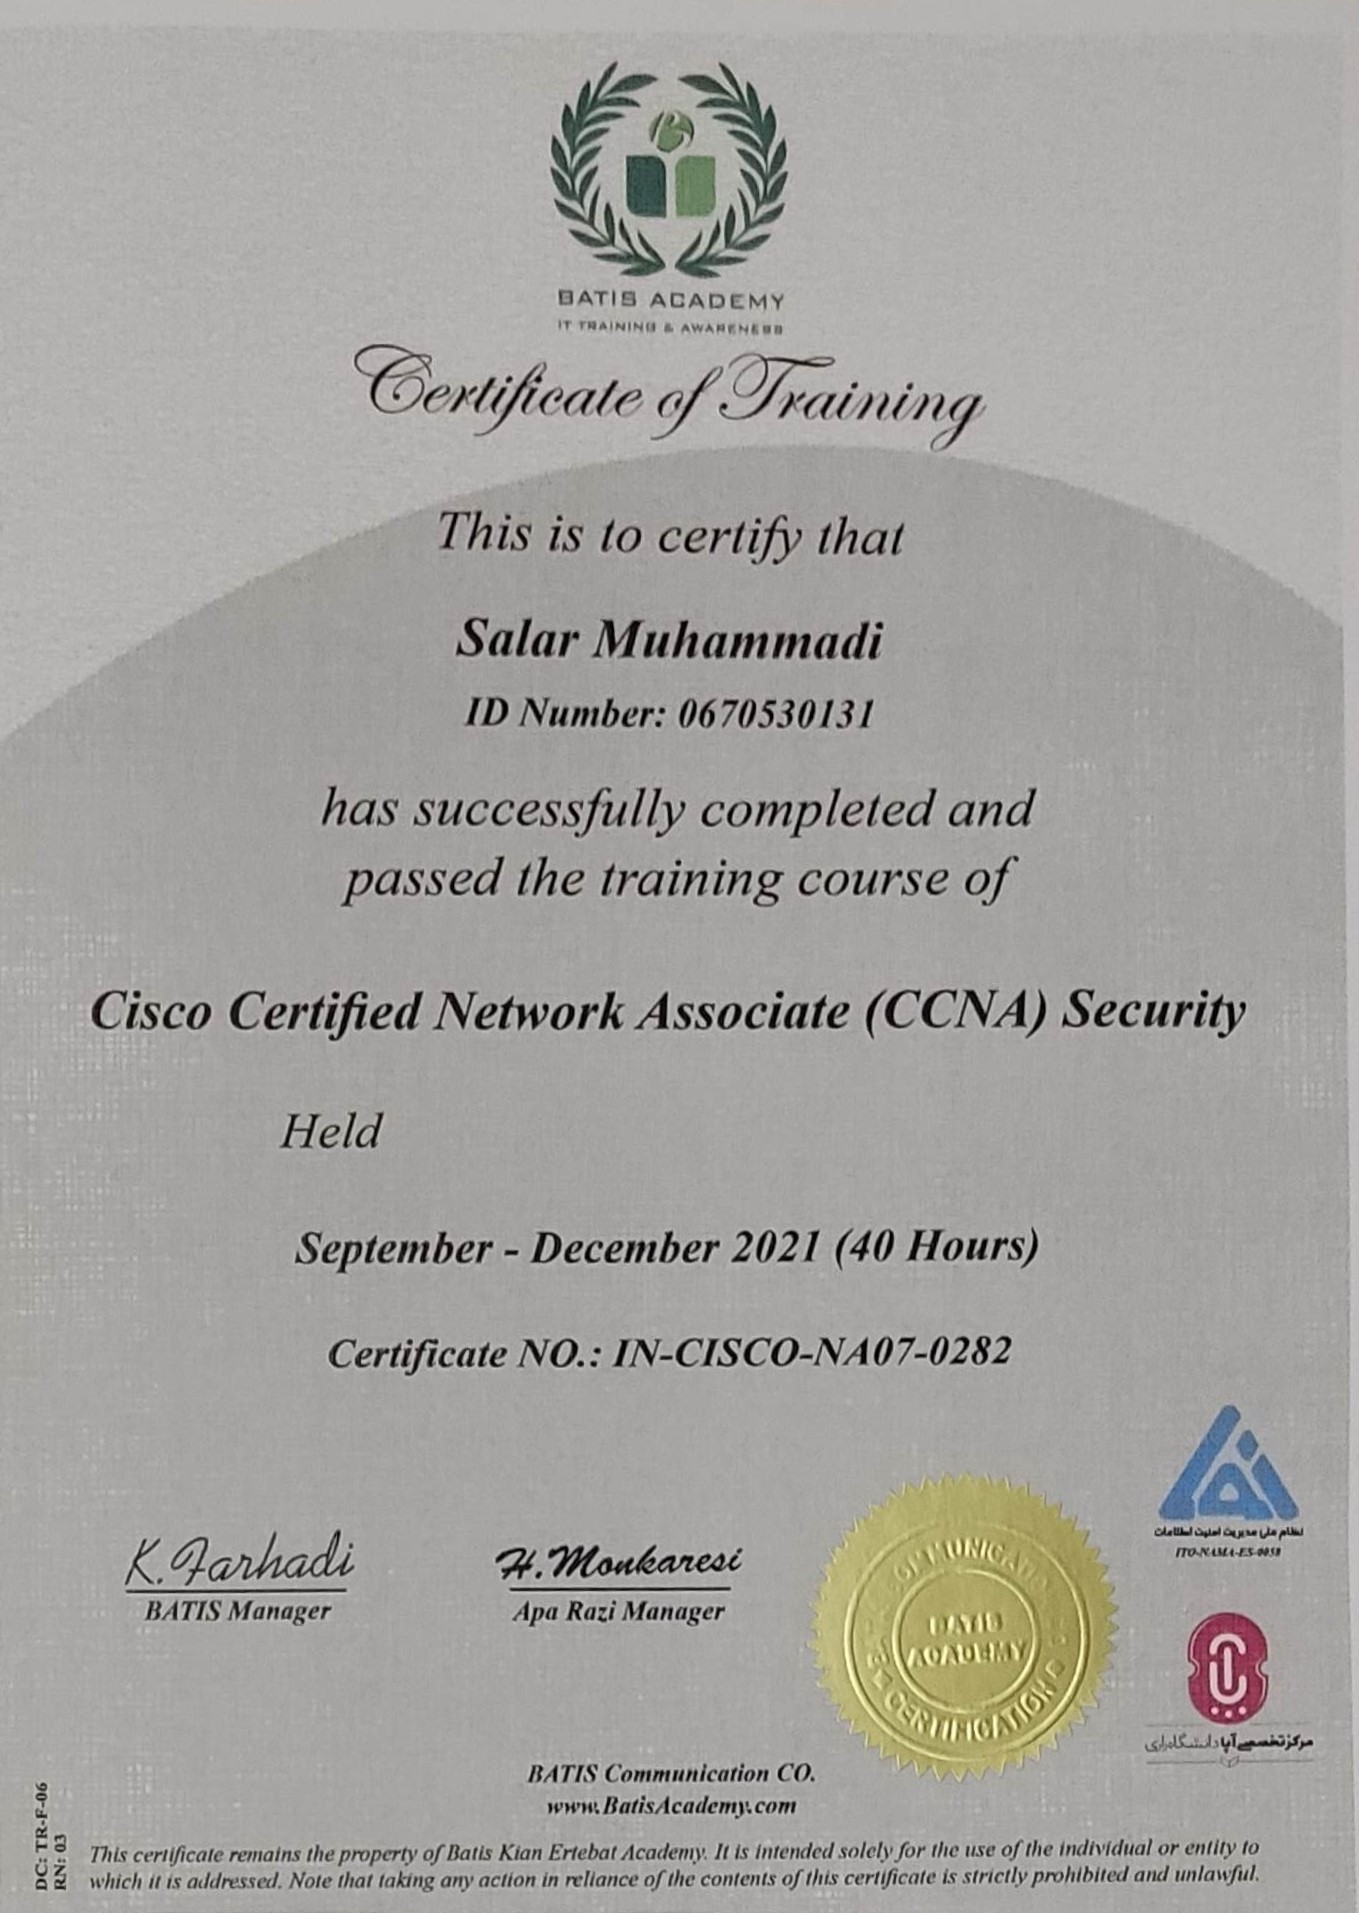 BATIS ACADEMY
IT TRAINING & AWARENESS
Certificate of Training
This is to certify that
Salar Muhammadi
ID Number: 0670530131
has successfully completed and
passed the training course of
Cisco Certified Network Associate (CCNA) Security
Held
September - December 2021 (40 Hours)
Certificate NO.: IN-CISCO-NA07-0282
نظام ملی مدیریت امنیت اطلاعات
ITO-NAMA-ES-0058
K. Farhadi
BATIS Manager
H. Monkaresi
Apa Razi Manager
COMMUNICATION
BATIS
ACADEMY
CERTIFICATION
مرکز تخصصی آپا دانشگاه رازی
BATIS Communication CO.
www.BatisAcademy.com
DC: TR-F-06
RN: 03
This certificate remains the property of Batis Kian Ertebat Academy. It is intended solely for the use of the individual or entity to
which it is addressed. Note that taking any action in reliance of the contents of this certificate is strictly prohibited and unlawful.